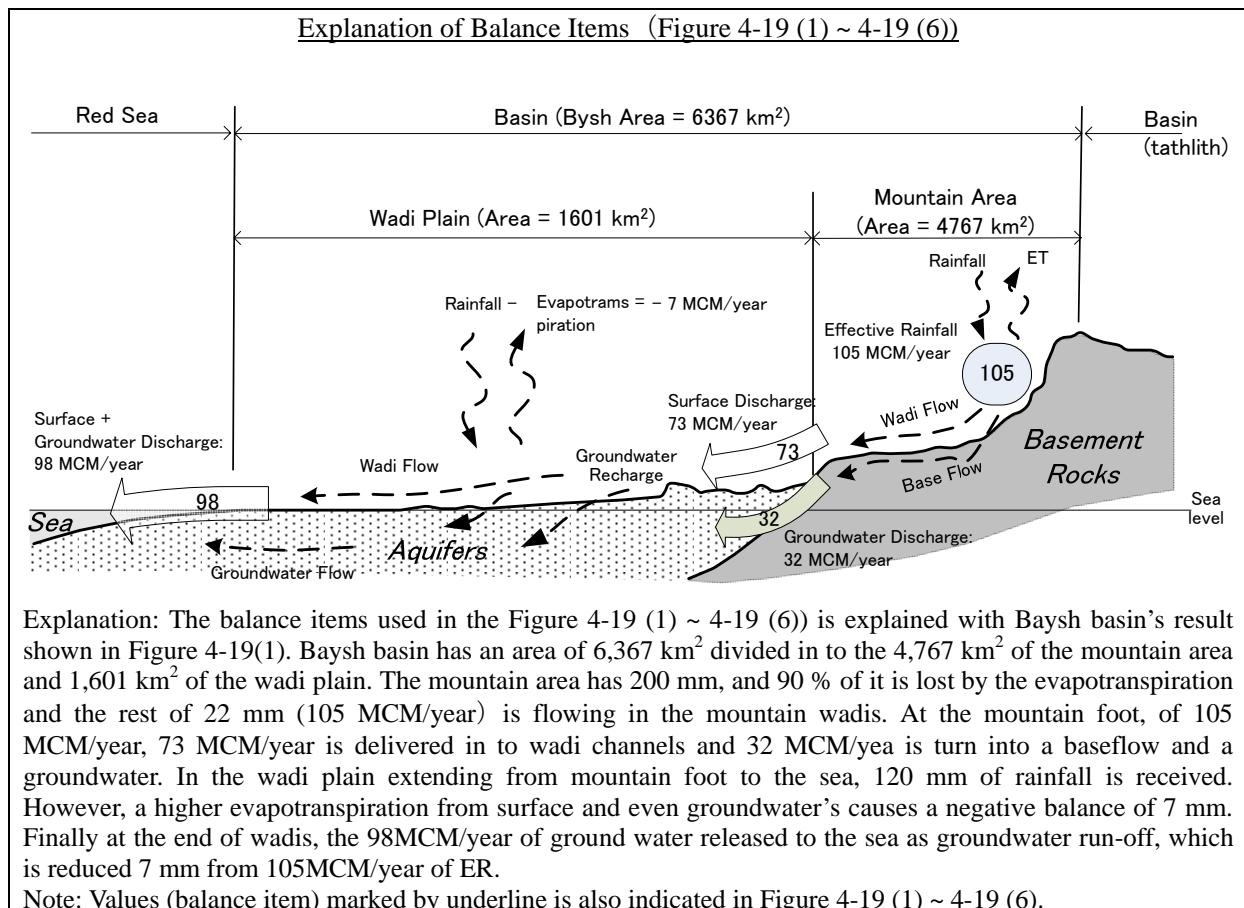 Explanation of Balance Items (Figure 4-19 (1) ~ 4-19 (6))
Red Sea
Basin (Bysh Area = 6367 km²)
Basin
(tathlith)
Wadi Plain (Area = 1601 km²)
Mountain Area
(Area = 4767 km²)
Rainfall
ET
Rainfall –
Evapotrams = – 7 MCM/year
piration
Effective Rainfall
105 MCM/year
105
Surface +
Groundwater Discharge:
98 MCM/year
Surface Discharge:
73 MCM/year
73
Wadi Flow
Base Flow
Basement
Rocks
Wadi Flow
Groundwater
Recharge
98
Sea
32
Sea
level
Aquifers
Groundwater Flow
Groundwater Discharge:
32 MCM/year
Explanation: The balance items used in the Figure 4-19 (1) ~ 4-19 (6)) is explained with Baysh basin's result
shown in Figure 4-19(1). Baysh basin has an area of 6,367 km² divided in to the 4,767 km² of the mountain area
and 1,601 km² of the wadi plain. The mountain area has 200 mm, and 90 % of it is lost by the evapotranspiration
and the rest of 22 mm (105 MCM/year) is flowing in the mountain wadis. At the mountain foot, of 105
MCM/year, 73 MCM/year is delivered in to wadi channels and 32 MCM/yea is turn into a baseflow and a
groundwater. In the wadi plain extending from mountain foot to the sea, 120 mm of rainfall is received.
However, a higher evapotranspiration from surface and even groundwater's causes a negative balance of 7 mm.
Finally at the end of wadis, the 98MCM/year of ground water released to the sea as groundwater run-off, which
is reduced 7 mm from 105MCM/year of ER.
Note: Values (balance item) marked by underline is also indicated in Figure 4-19 (1) ~ 4-19 (6).